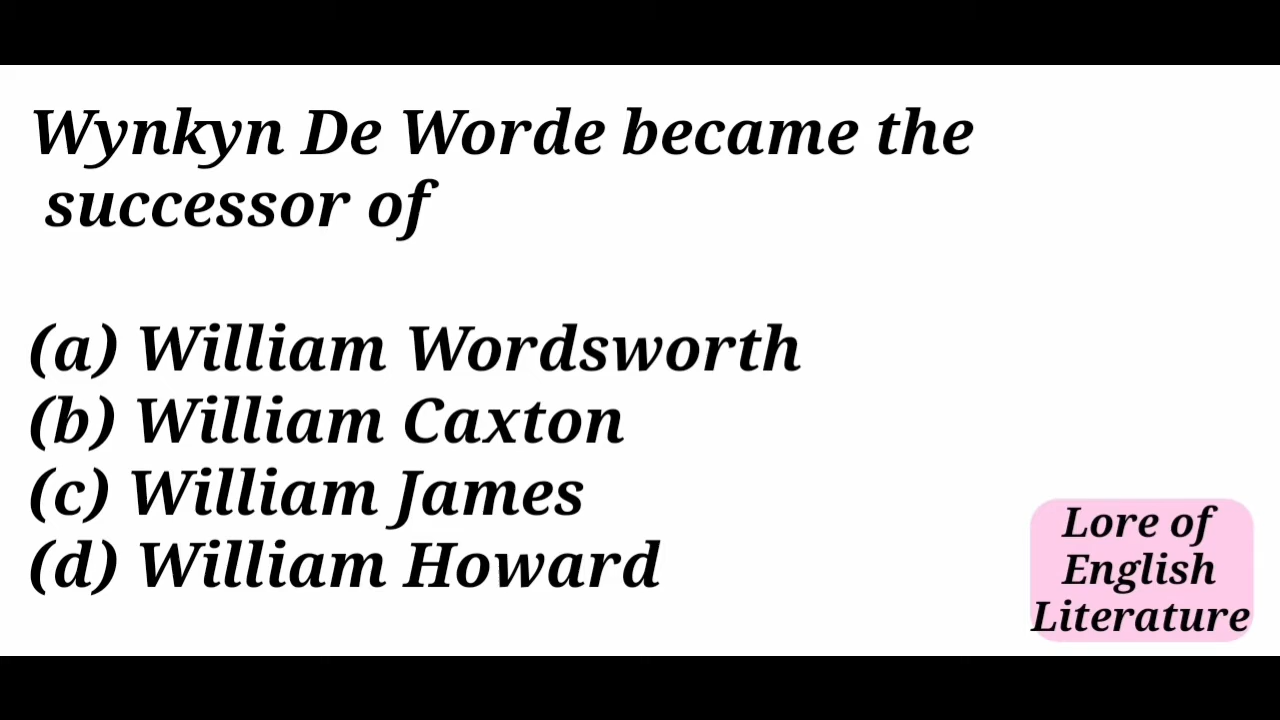 Wynkyn De Worde became the
successor of
(a) William Wordsworth
(b) William Caxton
(c) William James
(d) William Howard
Lore of
English
Literature